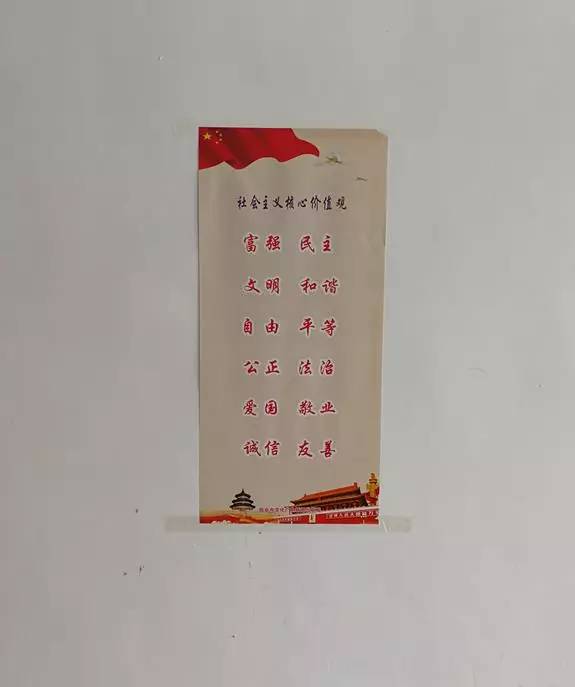 社会主义核心价值观
富强 民主
文明 和谐
自由 平等
公正 法治
爱国 敬业
诚信 友善